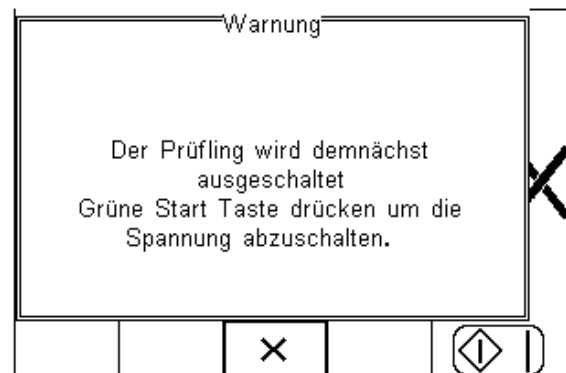 Warnung
Der Prüfling wird demnächst
ausgeschaltet
Grüne Start Taste drücken um die
Spannung abzuschalten.